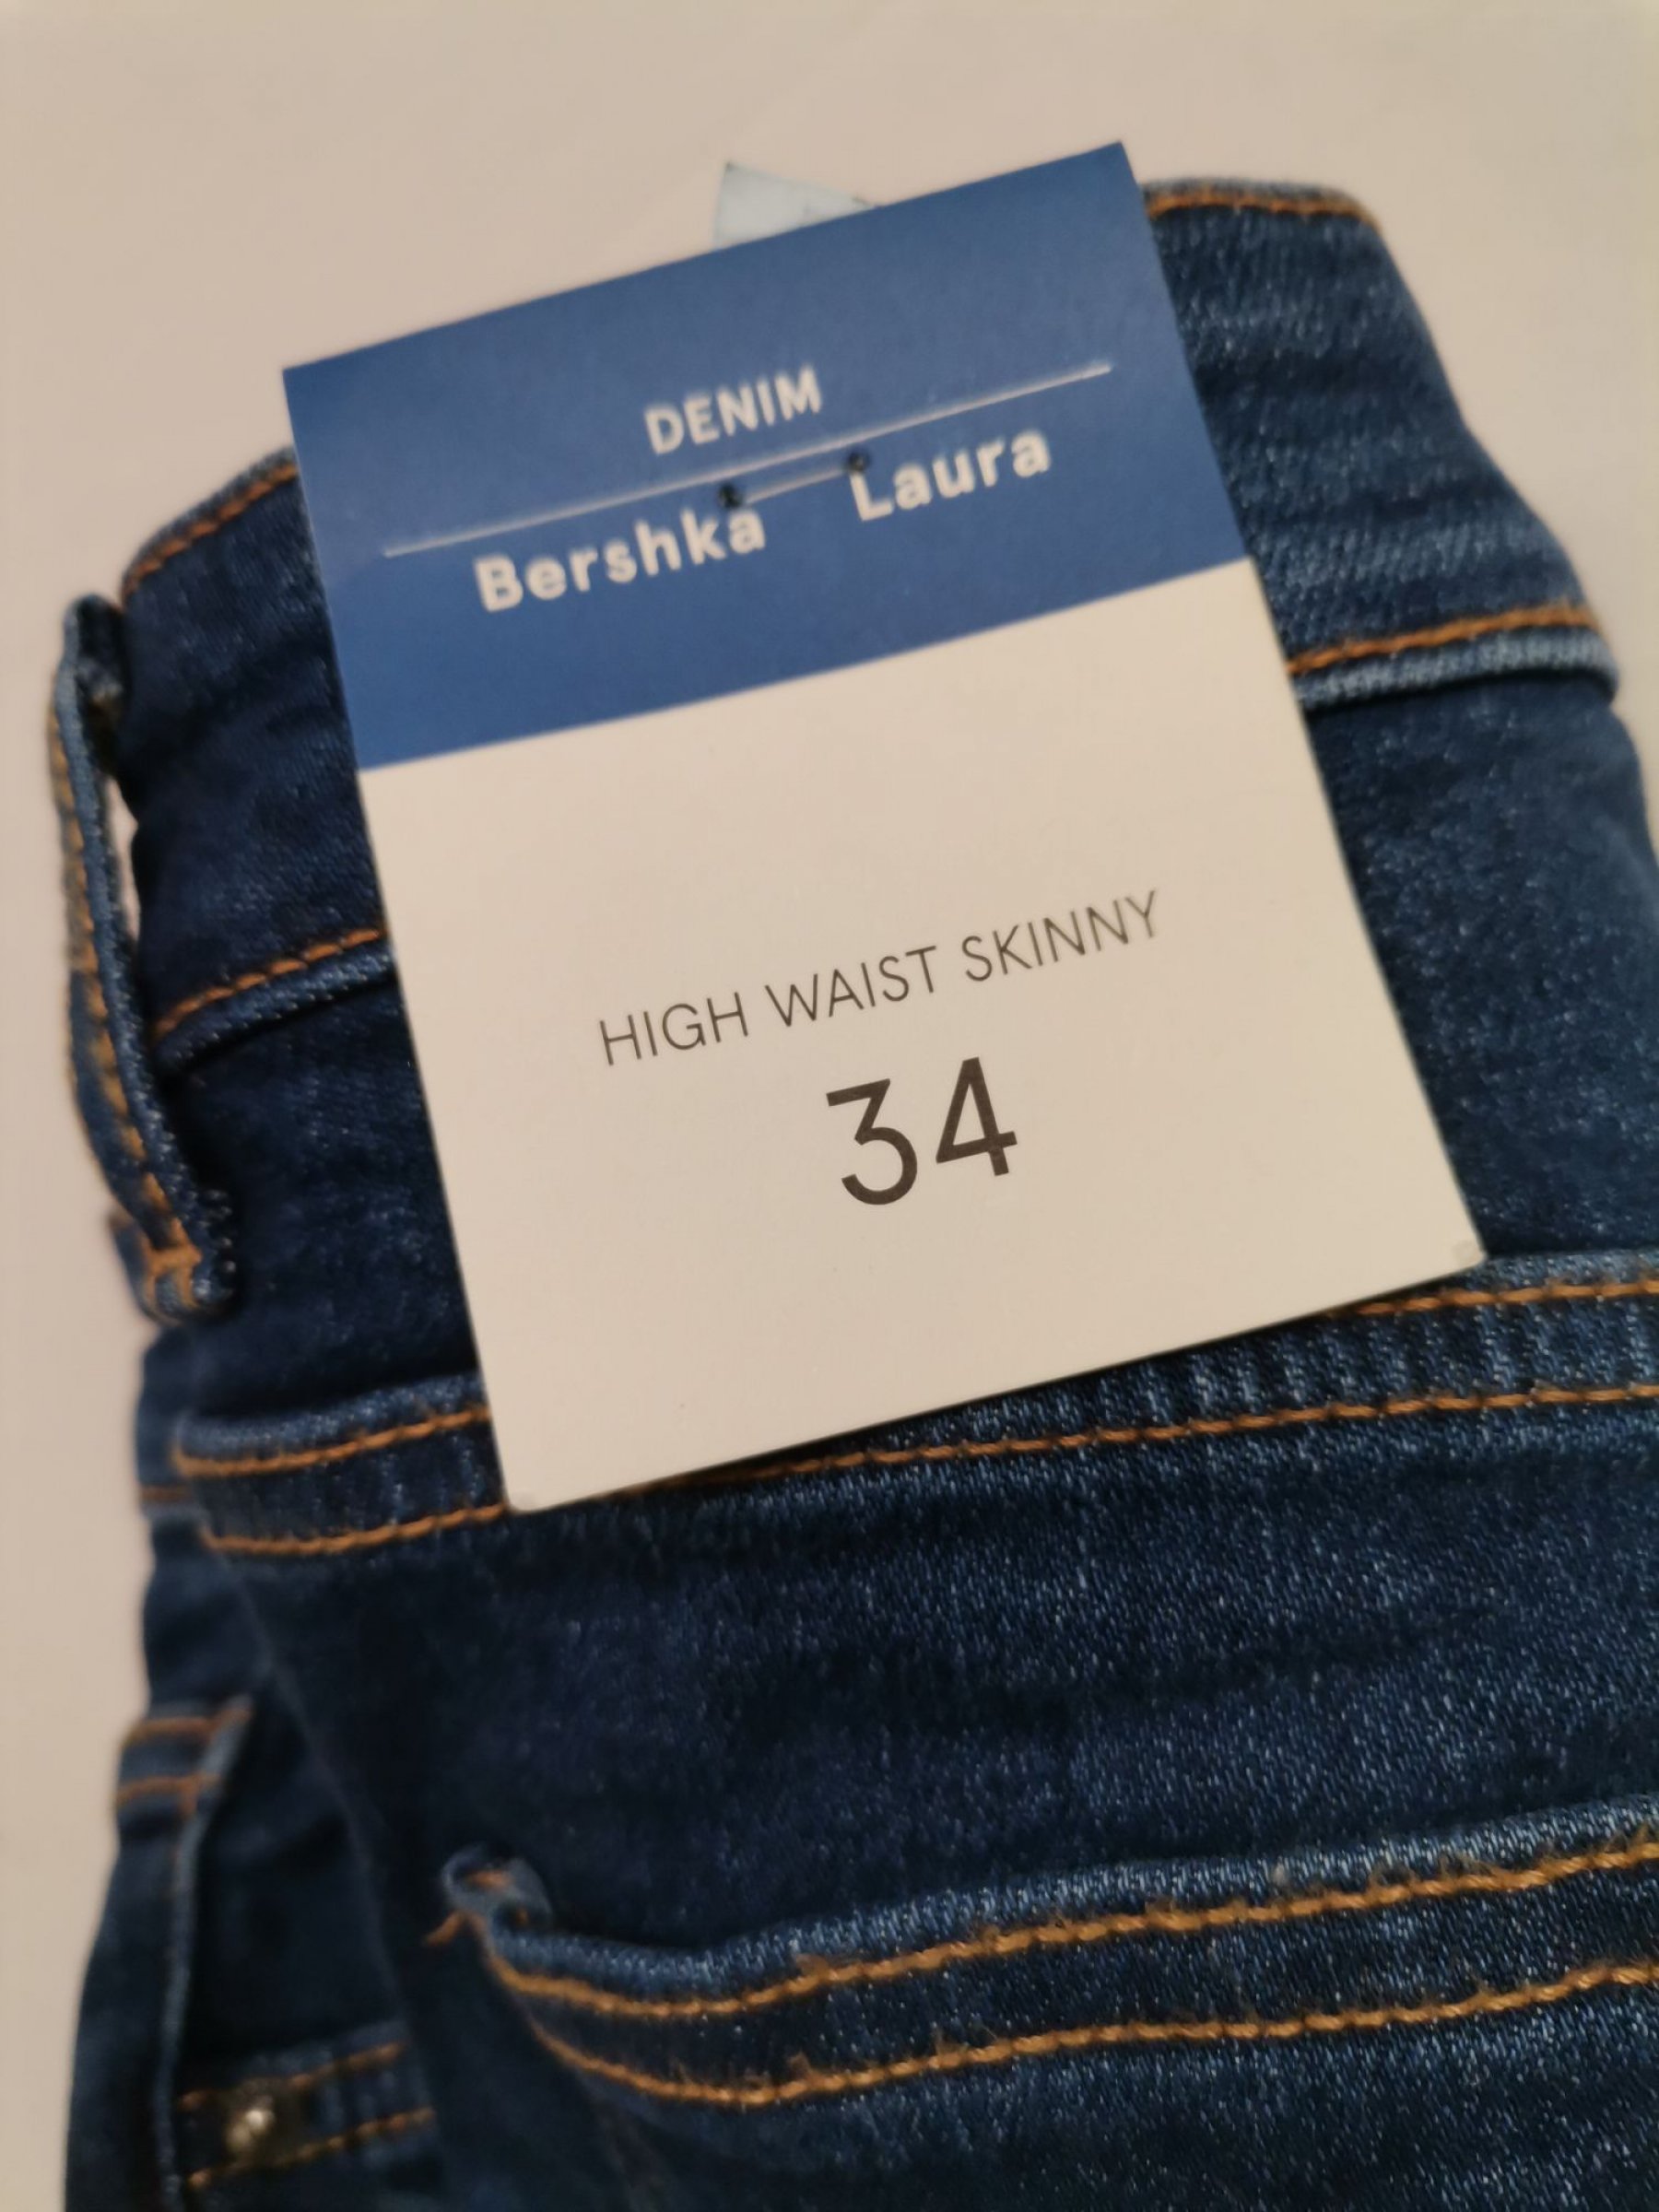 DENIM
Bershka Laura
HIGH WAIST SKINNY
34